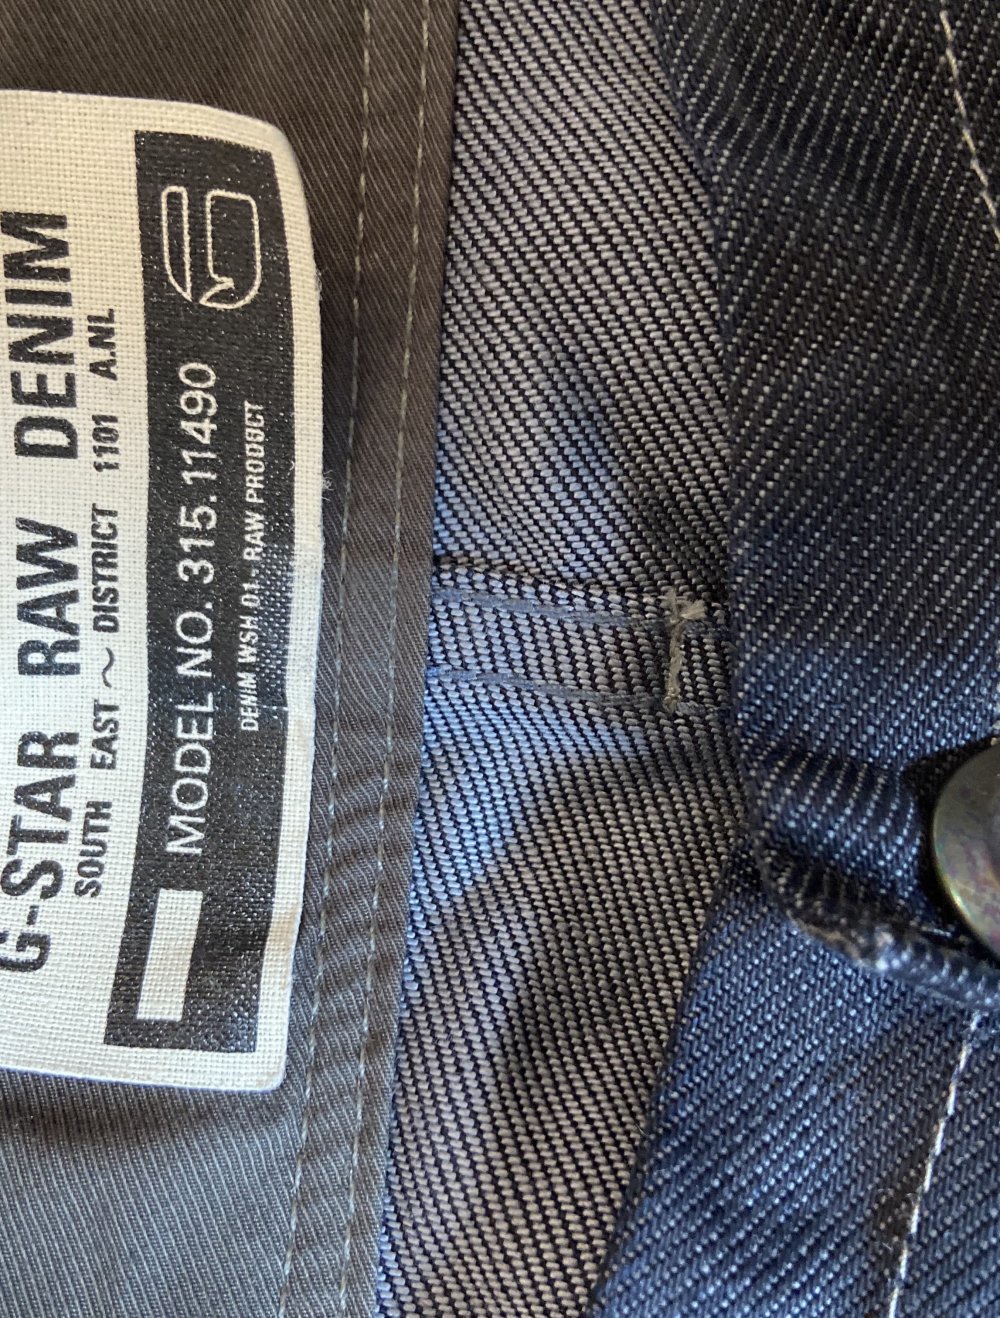 G-STAR RAW DENIM
SOUTH EAST ~ DISTRICT 1101 A.NL
MODEL NO. 315.11490
DENIM WSH 01 - RAW PRODUCT